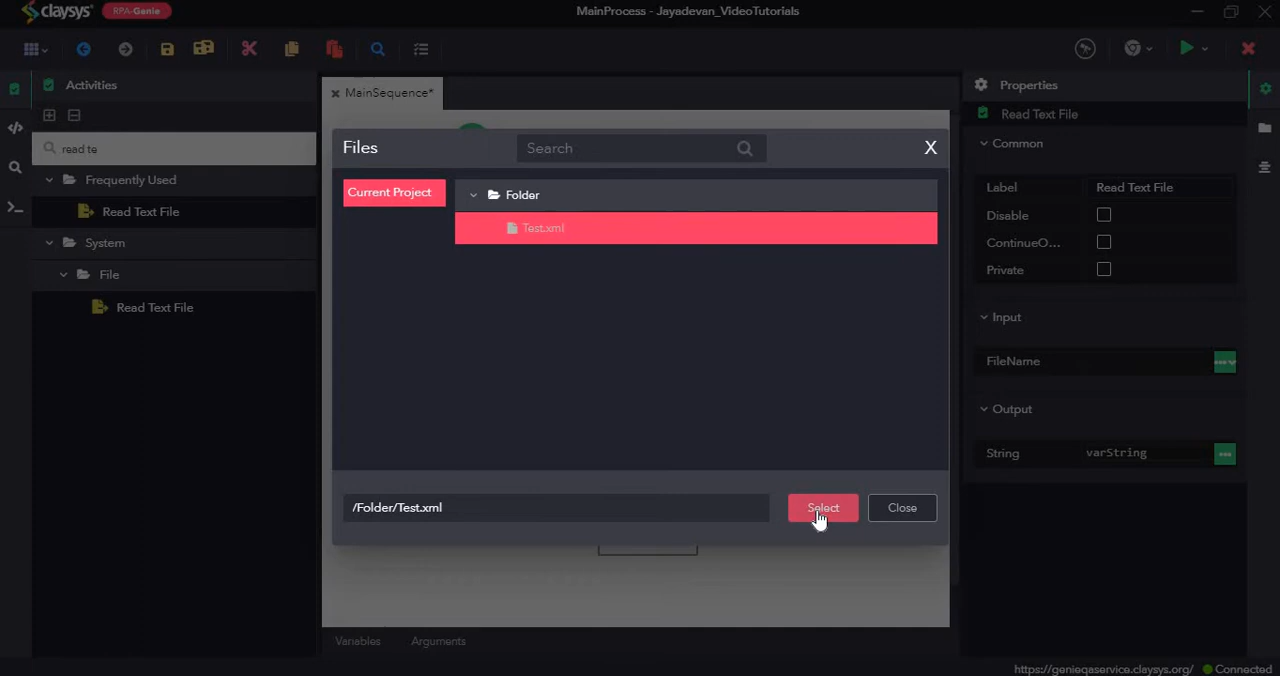 claysys RPA-Genie MainProcess - Jayadevan_VideoTutorials
Activities
read te
Frequently Used
Read Text File
System
File
Read Text File
MainSequence*
Files
Search
X
Current Project
Folder
Test.xml
/Folder/Test.xml
Select
Close
Variables
Arguments
Properties
Read Text File
Common
Label Read Text File
Disable
ContinueO...
Private
Input
FileName
Output
String varString
https://genieqaservice.claysys.org/ Connected